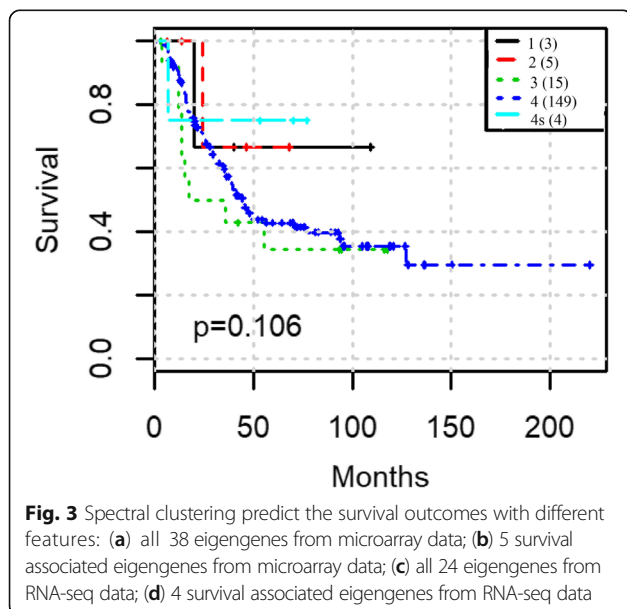 1 (3)
2 (5)
3 (15)
4 (149)
4s (4)
Survival
0.8
0.4
0.0
p=0.106
0 50 100 150 200
Months
Fig. 3 Spectral clustering predict the survival outcomes with different
features: (a) all 38 eigengenes from microarray data; (b) 5 survival
associated eigengenes from microarray data; (c) all 24 eigengenes from
RNA-seq data; (d) 4 survival associated eigengenes from RNA-seq data